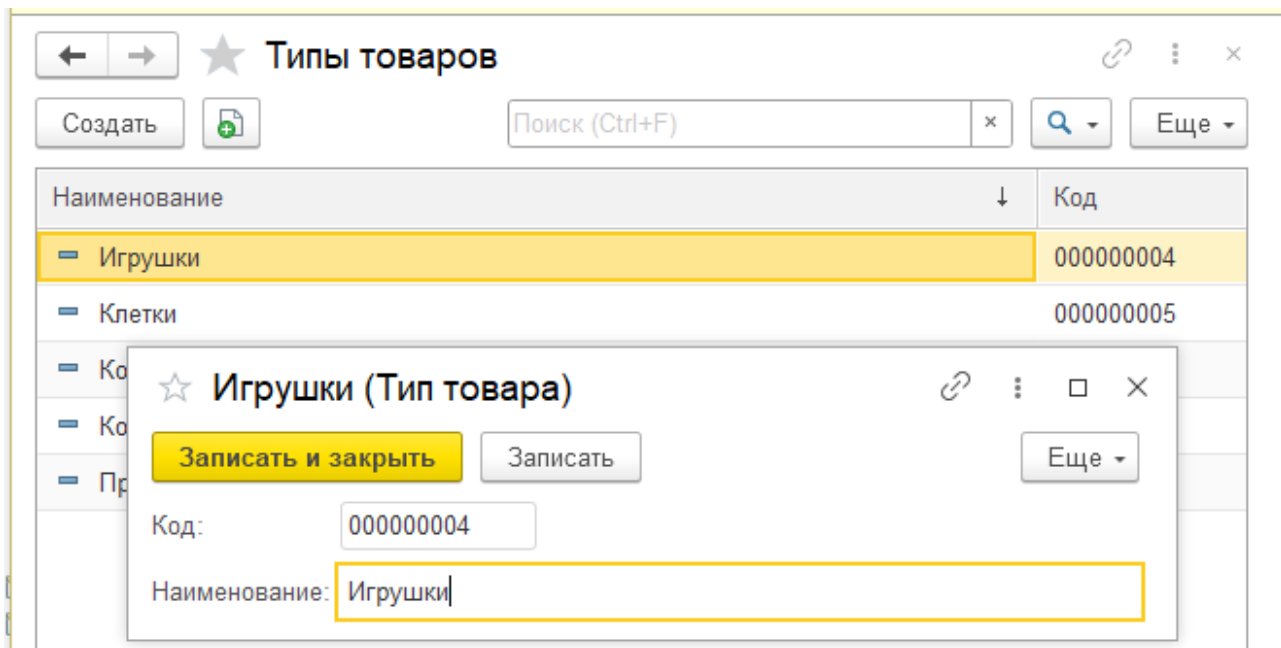 Типы товаров
Создать Поиск (Ctrl+F) Еще
Наименование Код
Игрушки 000000004
Клетки 000000005
Ко
Ко
Пр
Игрушки (Тип товара)
Записать и закрыть Записать Еще
Код: 000000004
Наименование: Игрушки